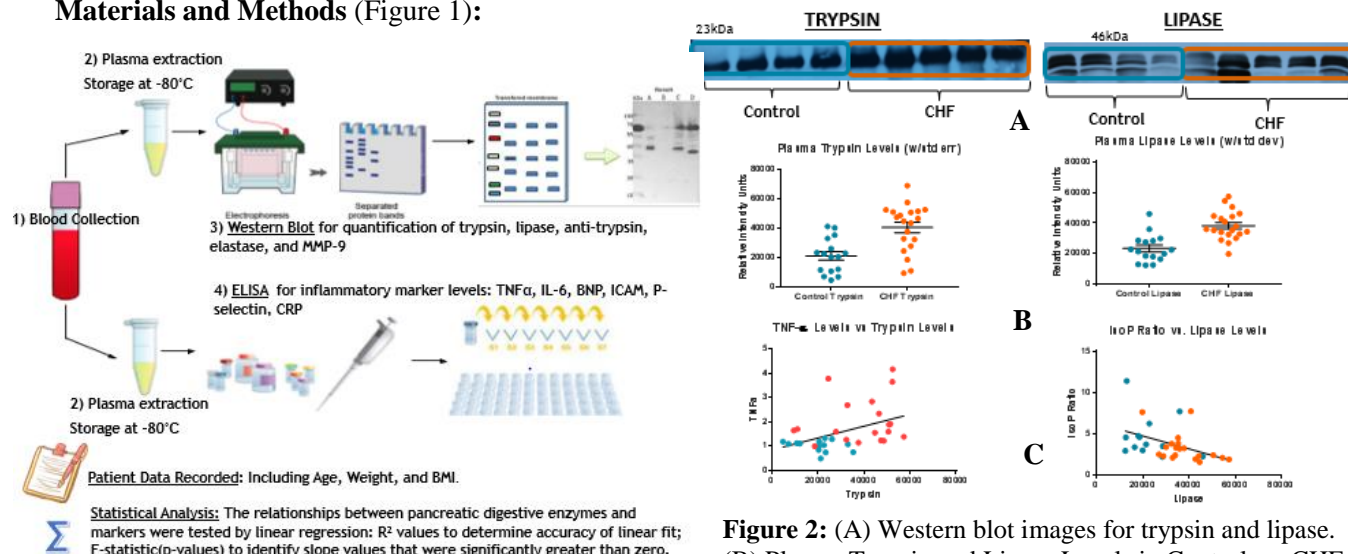 Materials and Methods (Figure 1):
2) Plasma extraction
Storage at -80°C
1) Blood Collection
Electrophoresis
Separated
protein bands
Transfered membrane
3) Western Blot for quantification of trypsin, lipase, anti-trypsin,
elastase, and MMP-9
4) ELISA for inflammatory marker levels: TNFα, IL-6, BNP, ICAM, P-
selectin, CRP
2) Plasma extraction
Storage at -80°C
Patient Data Recorded: Including Age, Weight, and BMI.
Σ
Statistical Analysis: The relationships between pancreatic digestive enzymes and
markers were tested by linear regression: R² values to determine accuracy of linear fit;
F-statistic(p-values) to identify slope values that were significantly greater than zero.
TRYPSIN
23kDa
Control
CHF
LIPASE
46kDa
Control
CHF
A
Plasma Trypsin Levels (w/std err)
Relative Intensity Units
80000
60000
40000
20000
0
Control Trypsin
CHF Trypsin
Plasma Lipase Levels (w/std dev)
Relative Intensity Units
80000
60000
40000
20000
0
Control Lipase
CHF Lipase
B
TNF-α Levels vs Trypsin Levels
TNFa
5
4
3
2
1
0
0
20000
40000
60000
80000
Trypsin
IsoP Ratio vs. Lipase Levels
IsoP Ratio
15
10
5
0
0
20000
40000
60000
80000
Lipase
C
Figure 2: (A) Western blot images for trypsin and lipase.